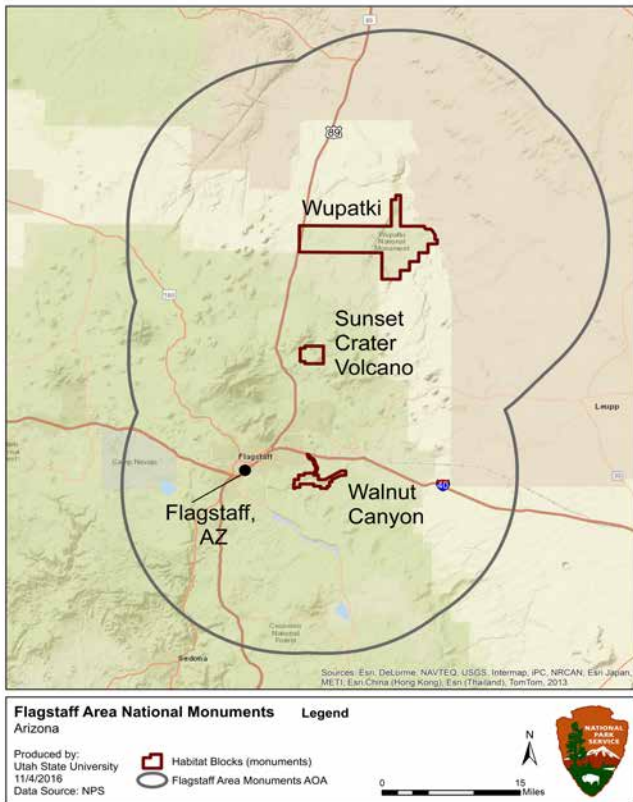 89
89
Wupatki
Wupatki
National
Monument
180
Sunset
Crater
Volcano
Leupp
Flagstaff
Camp Navajo
40
Walnut
Canyon
Flagstaff,
AZ
Coconino
National
Forest
Sedona
Sources: Esri, DeLorme, NAVTEQ, USGS, Intermap, iPC, NRCAN, Esri Japan,
METI, Esri China (Hong Kong), Esri (Thailand), TomTom, 2013
Flagstaff Area National Monuments
Arizona
Produced by:
Utah State University
11/4/2016
Data Source: NPS
Legend
Habitat Blocks (monuments)
Flagstaff Area Monuments AOA
N
0 15
Miles
NATIONAL
PARK
SERVICE